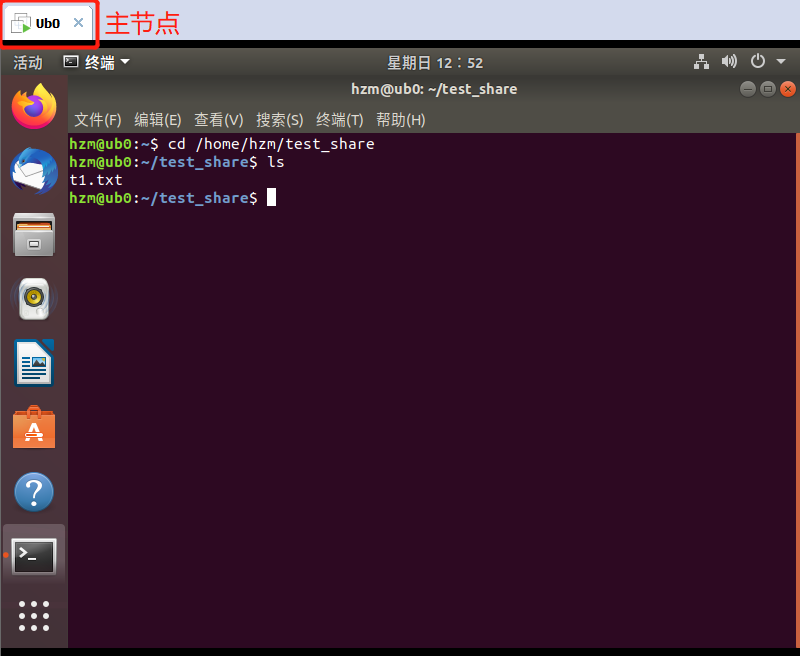 Ub0 × 主节点
活动 终端 星期日 12：52
hzm@ub0: ~/test_share
文件(F) 编辑(E) 查看(V) 搜索(S) 终端(T) 帮助(H)
hzm@ub0:~$ cd /home/hzm/test_share
hzm@ub0:~/test_share$ ls
t1.txt
hzm@ub0:~/test_share$